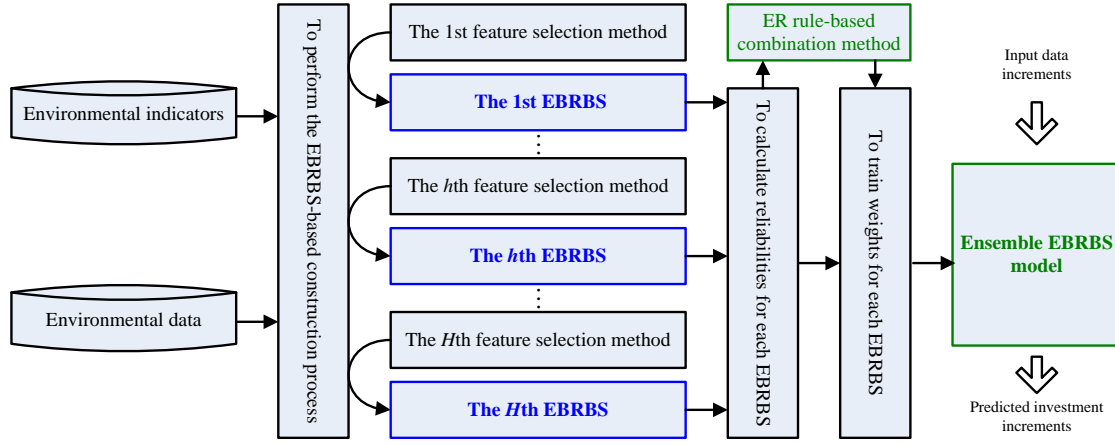 Environmental indicators
Environmental data
To perform the EBRBS-based construction process
The 1st feature selection method
The 1st EBRBS
The hth feature selection method
The hth EBRBS
The Hth feature selection method
The Hth EBRBS
ER rule-based
combination method
To calculate reliabilities for each EBRBS
To train weights for each EBRBS
Input data
increments
Ensemble EBRBS
model
Predicted investment
increments